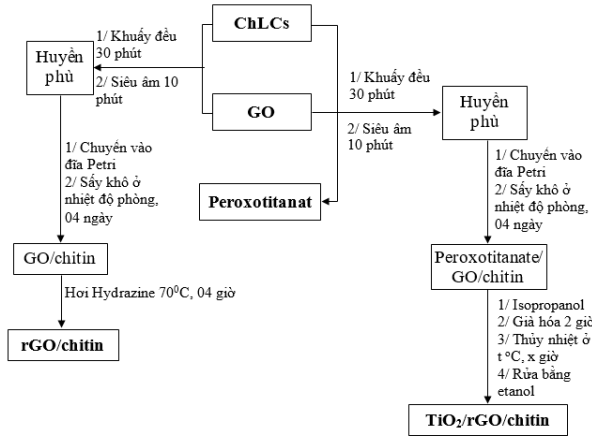 ChLCs
1/ Khuấy đều
30 phút
2/ Siêu âm 10
phút
Huyền
phù
GO
1/ Khuấy đều
30 phút
2/ Siêu âm
10 phút
Huyền
phù
1/ Chuyển vào
đĩa Petri
2/ Sấy khô ở
nhiệt độ phòng,
04 ngày
Peroxotitanat
1/ Chuyển vào
đĩa Petri
2/ Sấy khô ở
nhiệt độ phòng,
04 ngày
GO/chitin
Peroxotitanate/
GO/chitin
Hơi Hydrazine 70⁰C, 04 giờ
rGO/chitin
1/ Isopropanol
2/ Già hóa 2 giờ
3/ Thủy nhiệt ở
t ºC, x giờ
4/ Rửa bằng
etanol
TiO₂/rGO/chitin